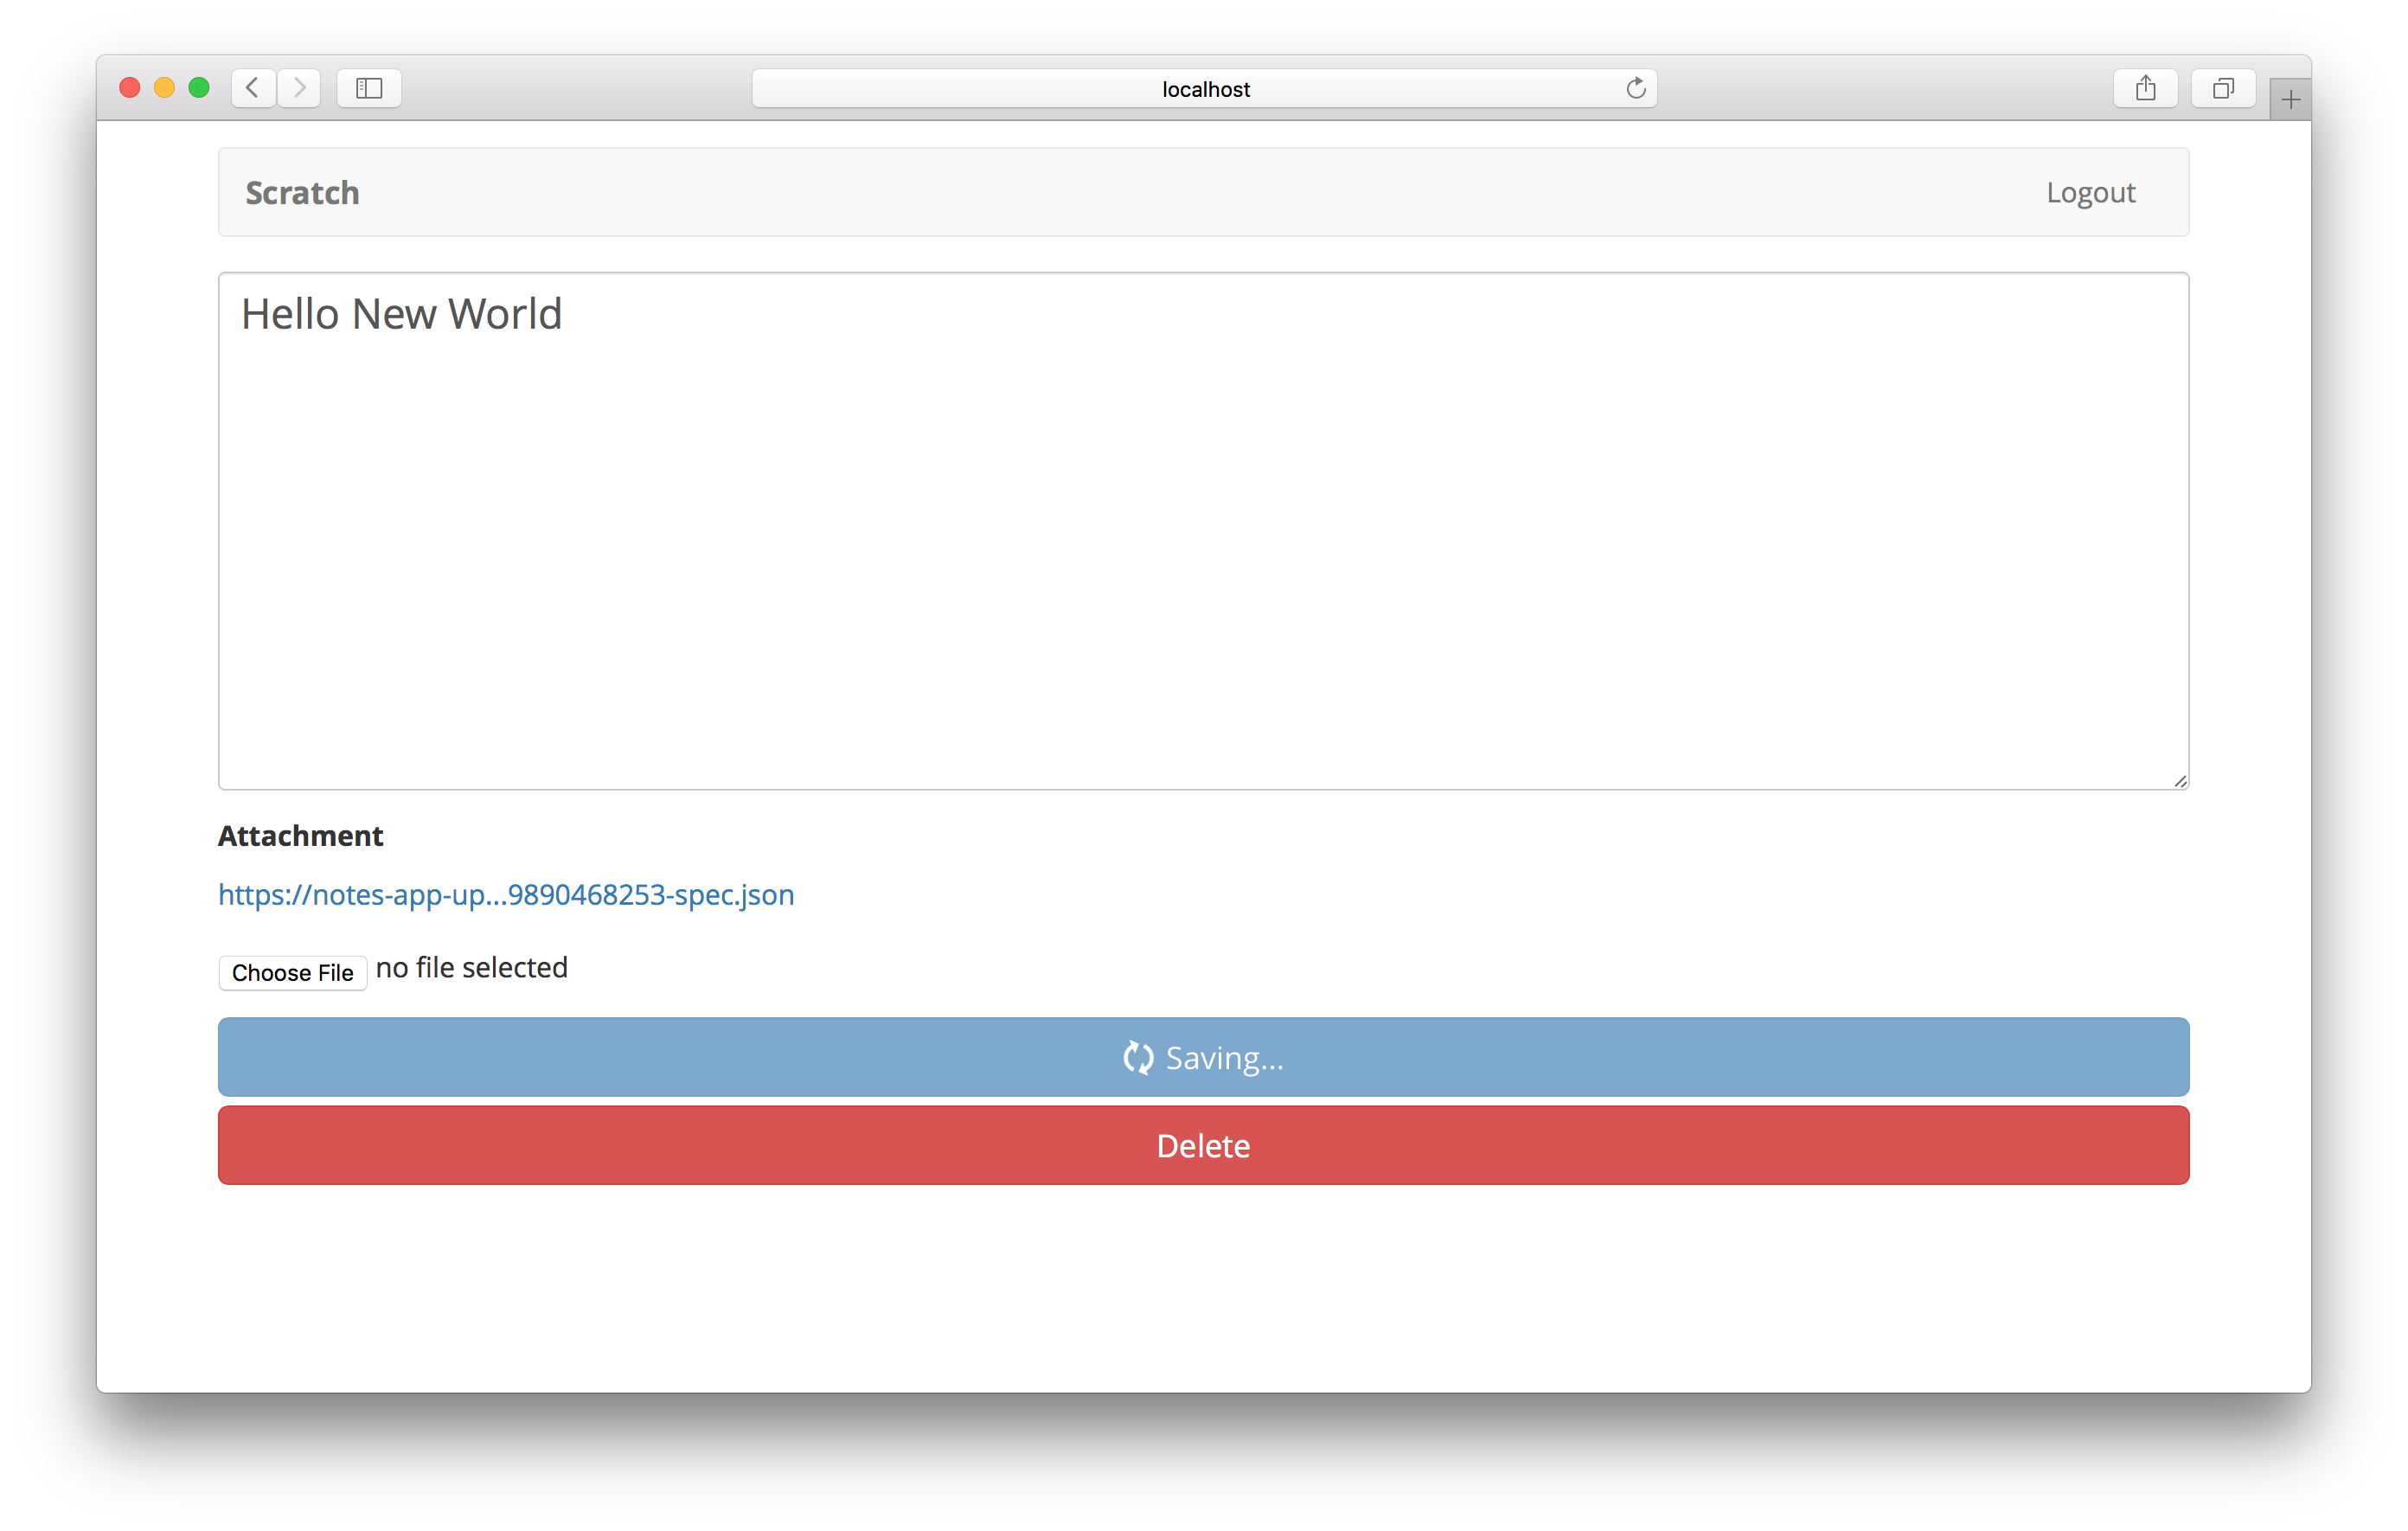 localhost
Scratch
Logout
Hello New World
Attachment
https://notes-app-up...9890468253-spec.json
Choose File no file selected
Saving...
Delete